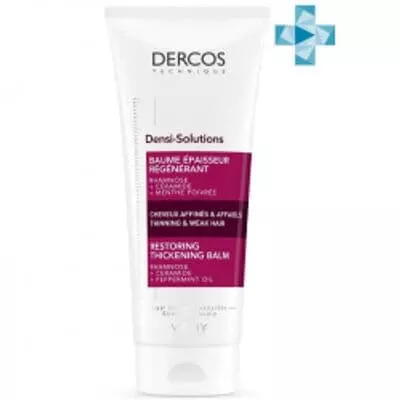 DERCOS
TECHNIQUE
Densi-Solutions
BAUME ÉPAISSEUR
RÉGÉNÉRANT
RHAMNOSE
+ CERAMIDE
+ MENTHE POIVRÉE
CHEVEUX AFFINÉS & AFFAIBLIS
THINNING & WEAK HAIR
RESTORING
THICKENING BALM
RHAMNOSE
+ CERAMIDE
+ PEPPERMINT OIL
VICHY